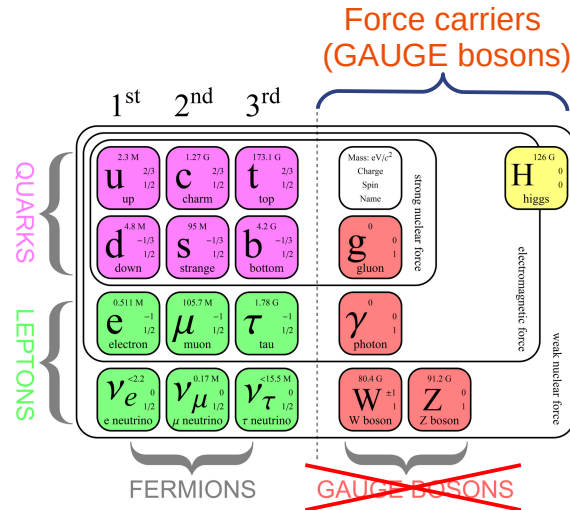 Force carriers
(GAUGE bosons)
1st 2nd 3rd
QUARKS
2.3 M
u
2/3
1/2
up
1.27 G
c
2/3
1/2
charm
173.1 G
t
2/3
1/2
top
Mass: eV/c²
Charge
Spin
Name
strong nuclear force
126 G
H
0
0
higgs
4.8 M
d
−1/3
1/2
down
95 M
s
−1/3
1/2
strange
4.2 G
b
−1/3
1/2
bottom
0
g
0
1
gluon
electromagnetic force
weak nuclear force
LEPTONS
0.511 M
e
−1
1/2
electron
105.7 M
μ
−1
1/2
muon
1.78 G
τ
−1
1/2
tau
0
γ
0
1
photon
<2.2
νe
0
1/2
e neutrino
0.17 M
νμ
0
1/2
μ neutrino
<15.5 M
ντ
0
1/2
τ neutrino
80.4 G
W
±1
1
W boson
91.2 G
Z
0
1
Z boson
FERMIONS
GAUGE BOSONS